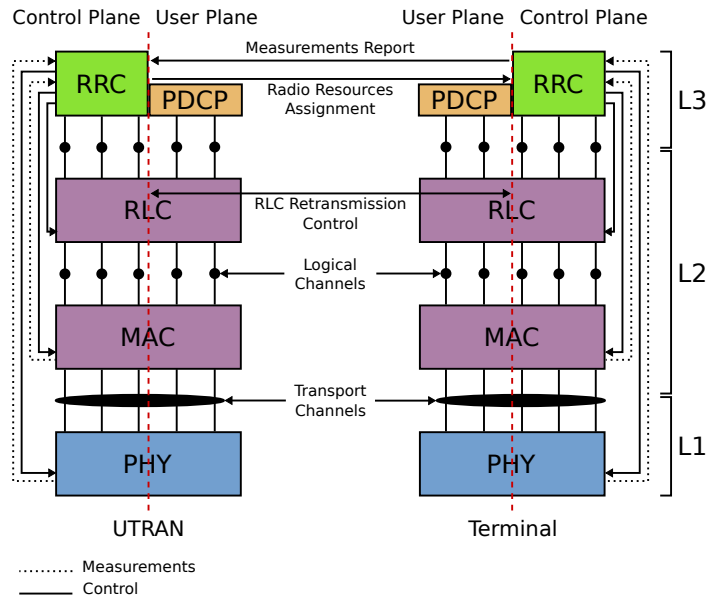 Control Plane User Plane User Plane Control Plane
Measurements Report
RRC RRC
PDCP PDCP
Radio Resources
Assignment
L3
RLC RLC
RLC Retransmission
Control
Logical
Channels
L2
MAC MAC
Transport
Channels
PHY PHY
L1
UTRAN Terminal
Measurements
Control